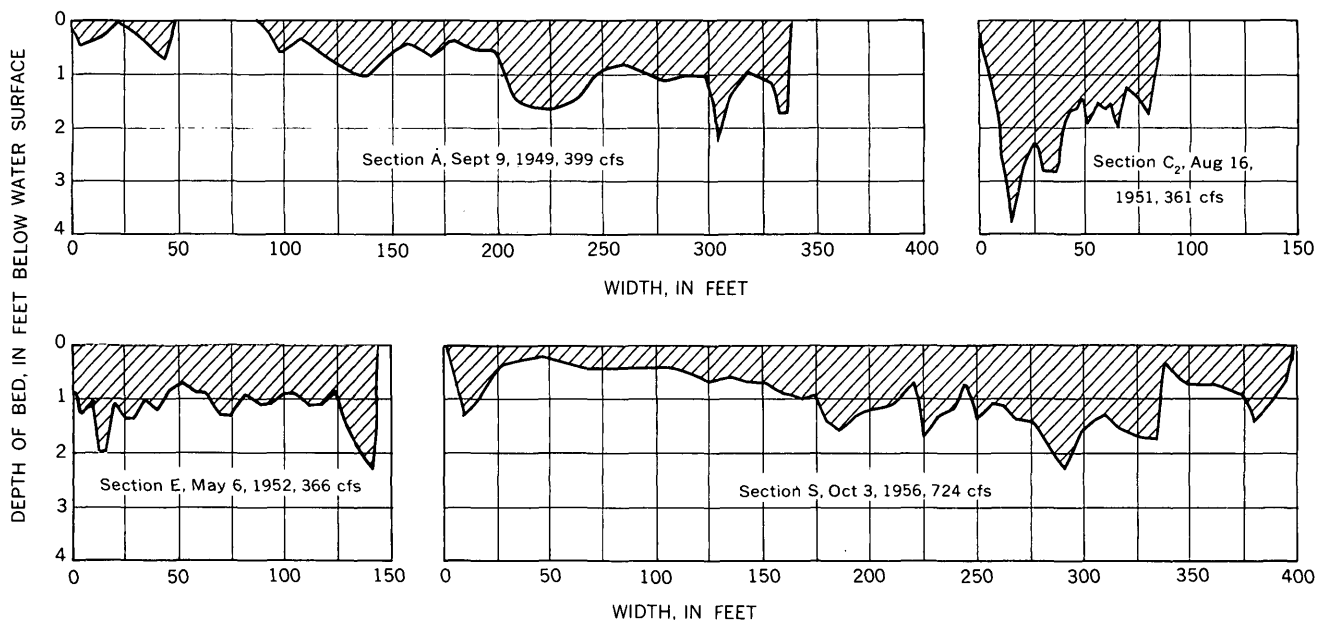 DEPTH OF BED, IN FEET BELOW WATER SURFACE
0
1
2
3
4
Section A, Sept 9, 1949, 399 cfs
0 50 100 150 200 250 300 350 400
Section C₂, Aug 16,
1951, 361 cfs
0 50 100 150
WIDTH, IN FEET
0
1
2
3
4
Section E, May 6, 1952, 366 cfs
0 50 100 150
Section S, Oct 3, 1956, 724 cfs
0 50 100 150 200 250 300 350 400
WIDTH, IN FEET